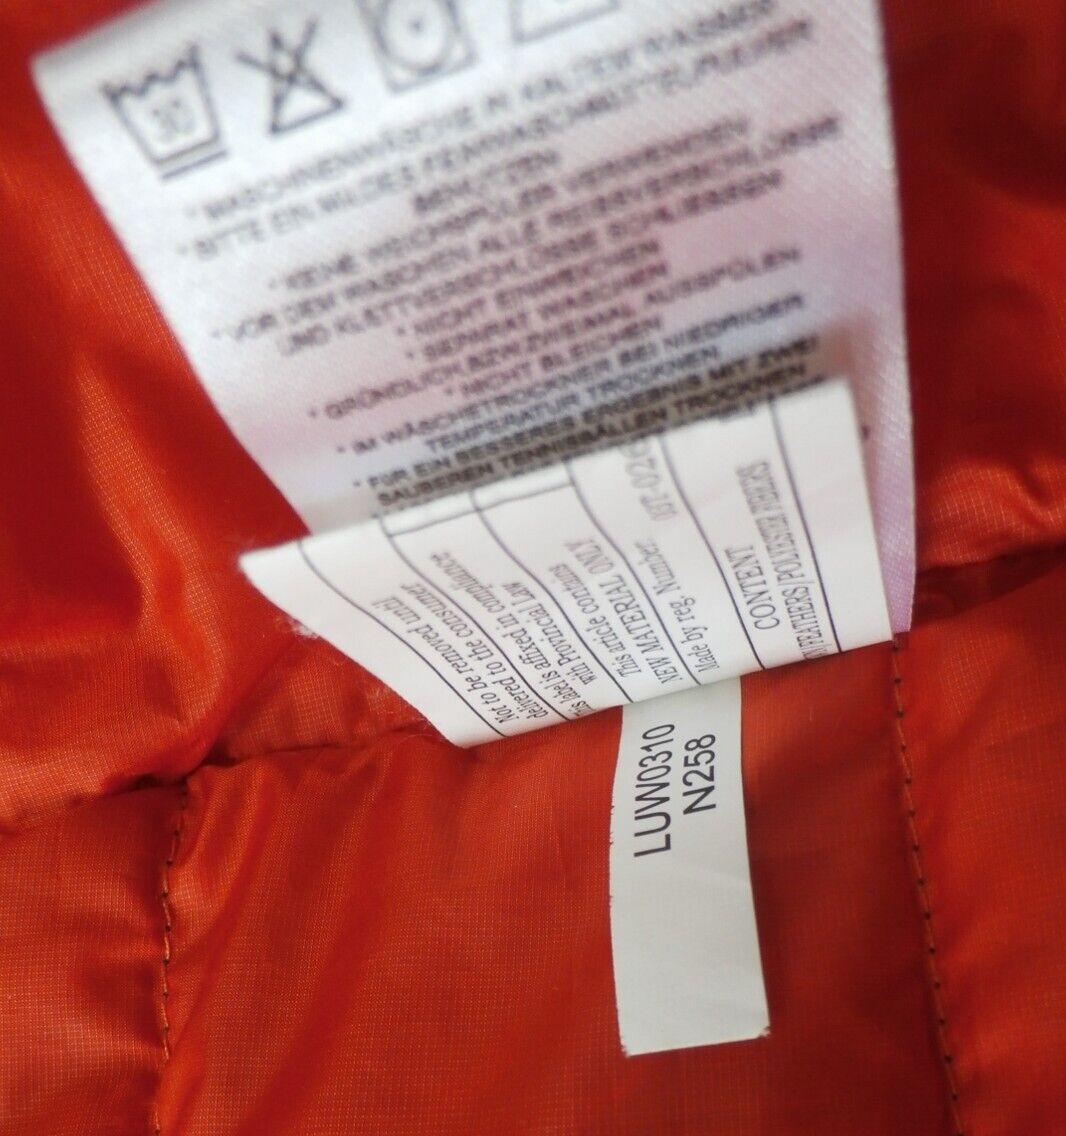 30
* MASCHINENWÄSCHE IN KALTEM WASSER
* BITTE EIN MILDES FEINWASCHMITTEL
BENUTZEN
* KEINE WEICHSPÜLER VERWENDEN
* VOR DEM WASCHEN ALLE REISSVERSCHLÜSSE
UND KLETTVERSCHLÜSSE SCHLIESSEN
* NICHT EINWEICHEN
* SEPARAT WASCHEN
* GRÜNDLICH, BZW. ZWEIMAL AUSSPÜLEN
* NICHT BLEICHEN
* IM WÄSCHETROCKNER BEI NIEDRIGER
TEMPERATUR TROCKNEN
* FÜR EIN BESSERES ERGEBNIS MIT ZWEI
SAUBEREN TENNISBÄLLEN TROCKNEN
Not to be removed until
delivered to the consumer
This label is affixed in compliance
with Provincial Law
This article contains
NEW MATERIAL ONLY
Made by reg. Number.
CONTENT
FEATHERS/POLYESTER FIBERS
LUW0310
N258